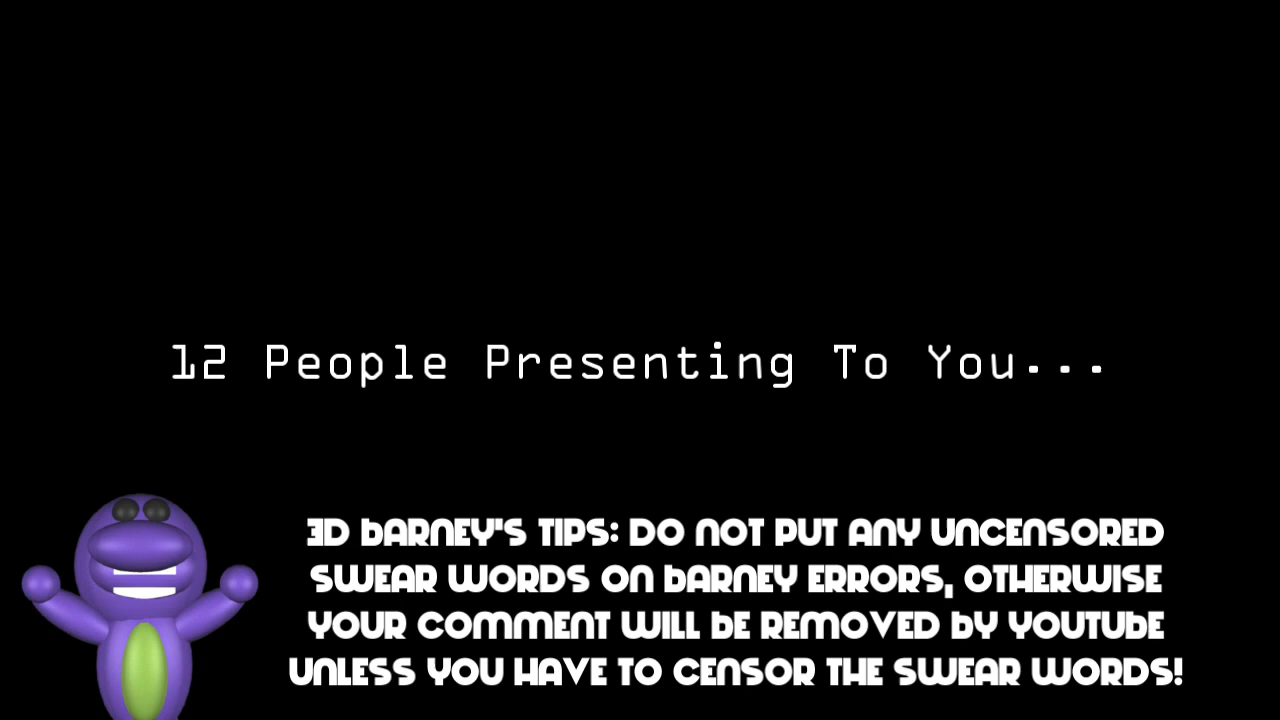 12 People Presenting To You...
3D BARNEY'S TIPS: DO NOT PUT ANY UNCENSORED
SWEAR WORDS ON BARNEY ERRORS, OTHERWISE
YOUR COMMENT WILL BE REMOVED BY YOUTUBE
UNLESS YOU HAVE TO CENSOR THE SWEAR WORDS!